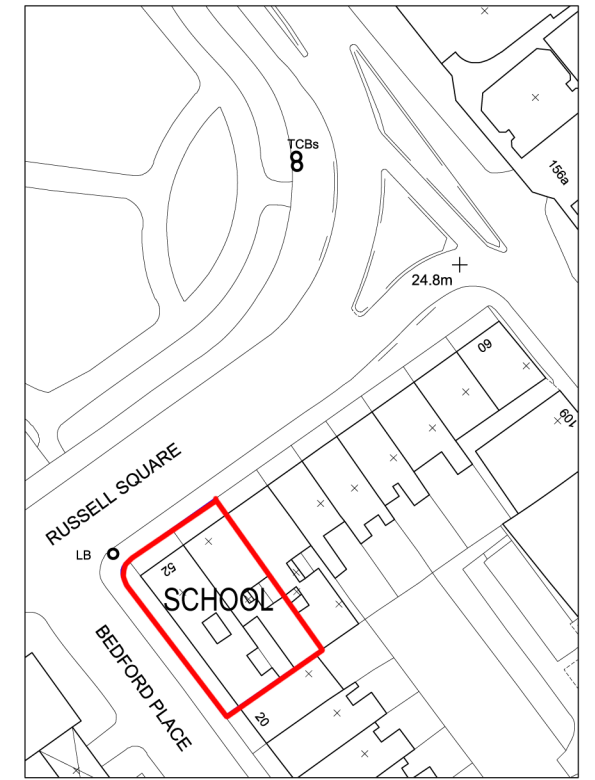 TCBs
8
156a
24.8m
60
109
RUSSELL SQUARE
LB
52
SCHOOL
BEDFORD PLACE
20